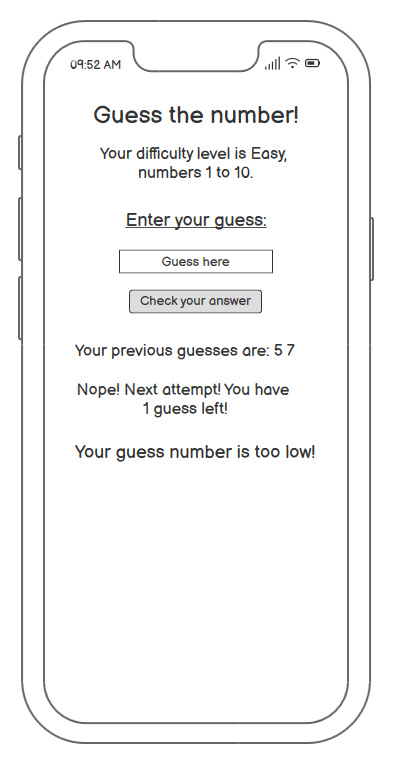 09:52 AM
Guess the number!
Your difficulty level is Easy,
numbers 1 to 10.
Enter your guess:
Guess here
Check your answer
Your previous guesses are: 5 7
Nope! Next attempt! You have
1 guess left!
Your guess number is too low!